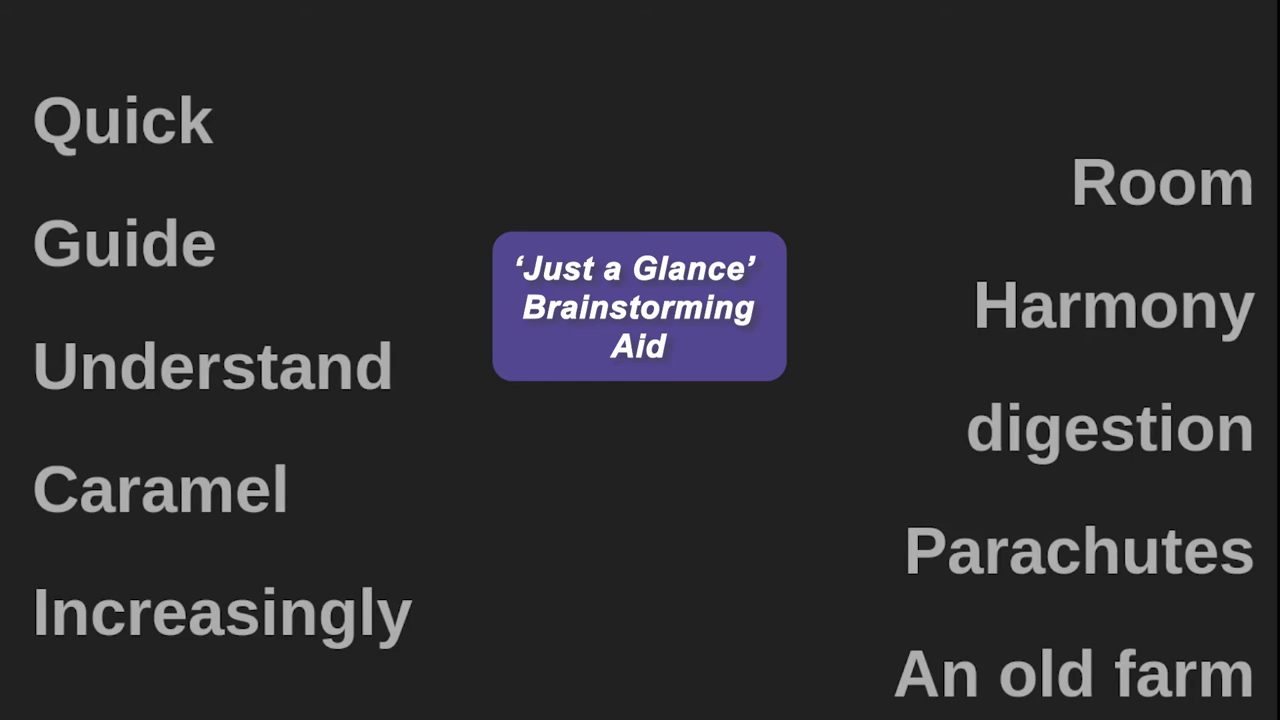 Quick
Guide
Understand
Caramel
Increasingly
‘Just a Glance’
Brainstorming
Aid
Room
Harmony
digestion
Parachutes
An old farm